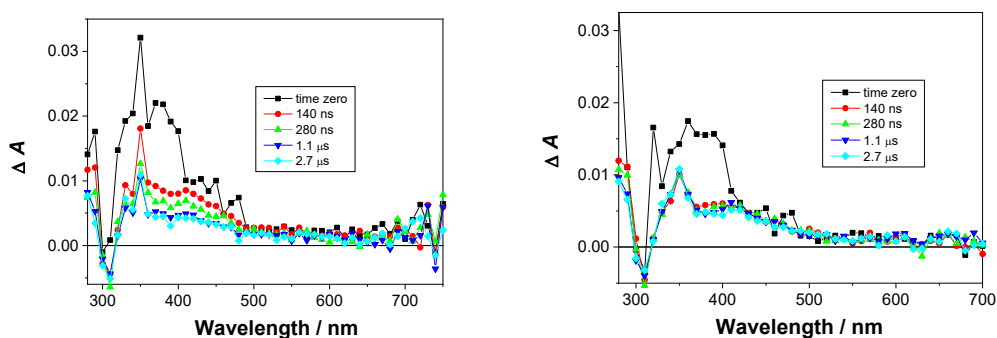 0.03
0.02
0.01
0.00
Δ A
time zero
140 ns
280 ns
1.1 μs
2.7 μs
300 400 500 600 700
Wavelength / nm
0.03
0.02
0.01
0.00
Δ A
time zero
140 ns
280 ns
1.1 μs
2.7 μs
300 400 500 600 700
Wavelength / nm